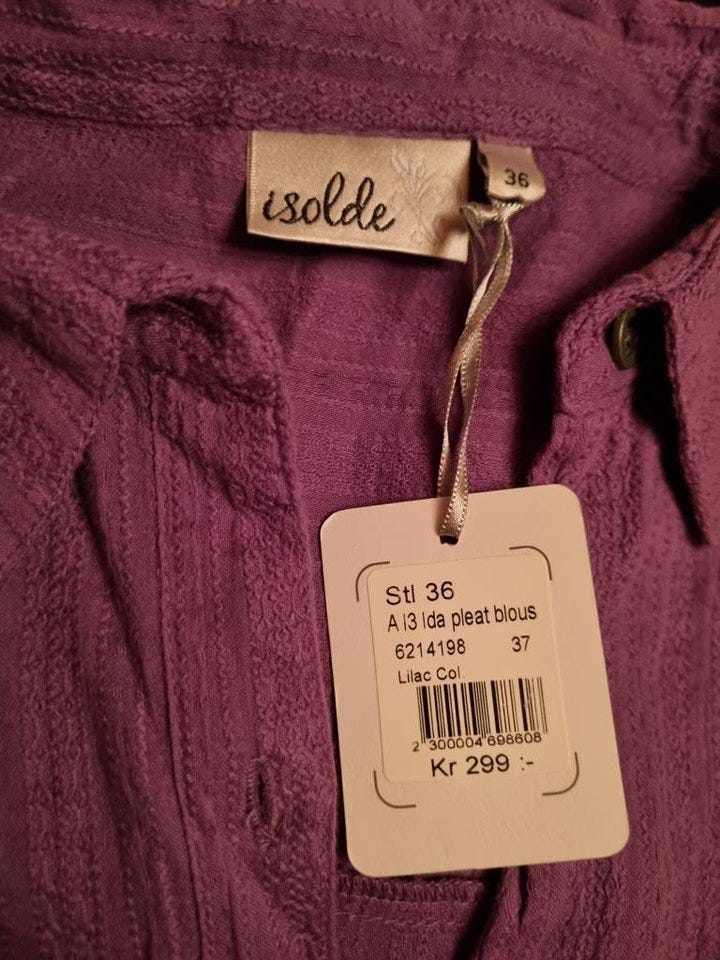 isolde
36
Stl 36
A I3 Ida pleat blous
6214198 37
Lilac Col.
2 300004 698608
Kr 299 :-